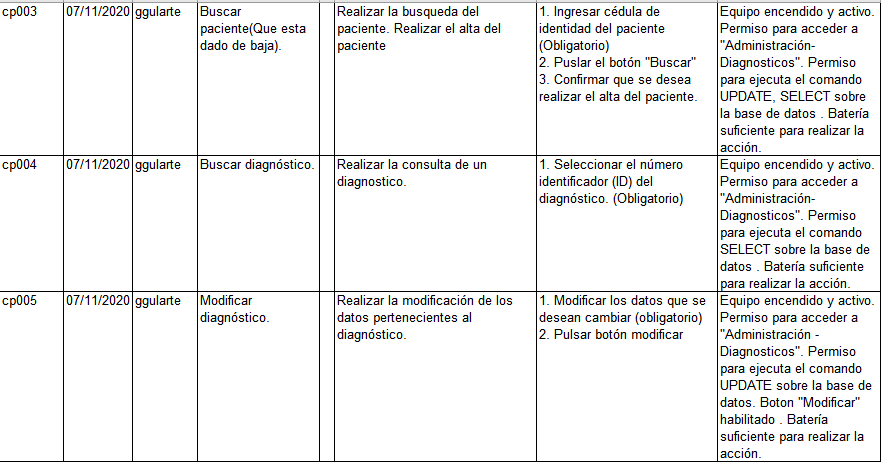 cp003
07/11/2020
ggularte
Buscar
paciente(Que esta
dado de baja).
Realizar la busqueda del
paciente. Realizar el alta del
paciente
1. Ingresar cédula de
identidad del paciente
(Obligatorio)
2. Puslar el botón "Buscar"
3. Confirmar que se desea
realizar el alta del paciente.
Equipo encendido y activo.
Permiso para acceder a
"Administración-
Diagnosticos". Permiso
para ejecuta el comando
UPDATE, SELECT sobre
la base de datos . Batería
suficiente para realizar la
acción.
cp004
07/11/2020
ggularte
Buscar diagnóstico.
Realizar la consulta de un
diagnostico.
1. Seleccionar el número
identificador (ID) del
diagnóstico. (Obligatorio)
Equipo encendido y activo.
Permiso para acceder a
"Administración-
Diagnosticos". Permiso
para ejecuta el comando
SELECT sobre la base de
datos . Batería suficiente
para realizar la acción.
cp005
07/11/2020
ggularte
Modificar
diagnóstico.
Realizar la modificación de los
datos pertenecientes al
diagnóstico.
1. Modificar los datos que se
desean cambiar (obligatorio)
2. Pulsar botón modificar
Equipo encendido y activo.
Permiso para acceder a
"Administración -
Diagnosticos". Permiso
para ejecuta el comando
UPDATE sobre la base de
datos. Boton "Modificar"
habilitado . Batería
suficiente para realizar la
acción.